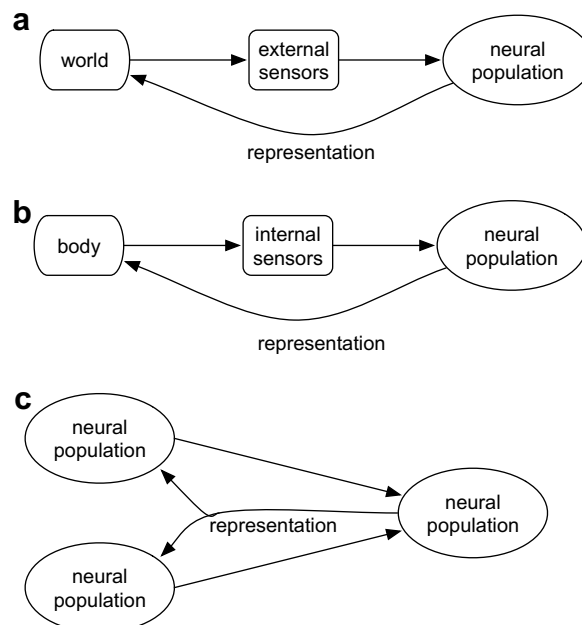 a
world
external
sensors
neural
population
representation
b
body
internal
sensors
neural
population
representation
c
neural
population
neural
population
representation
neural
population